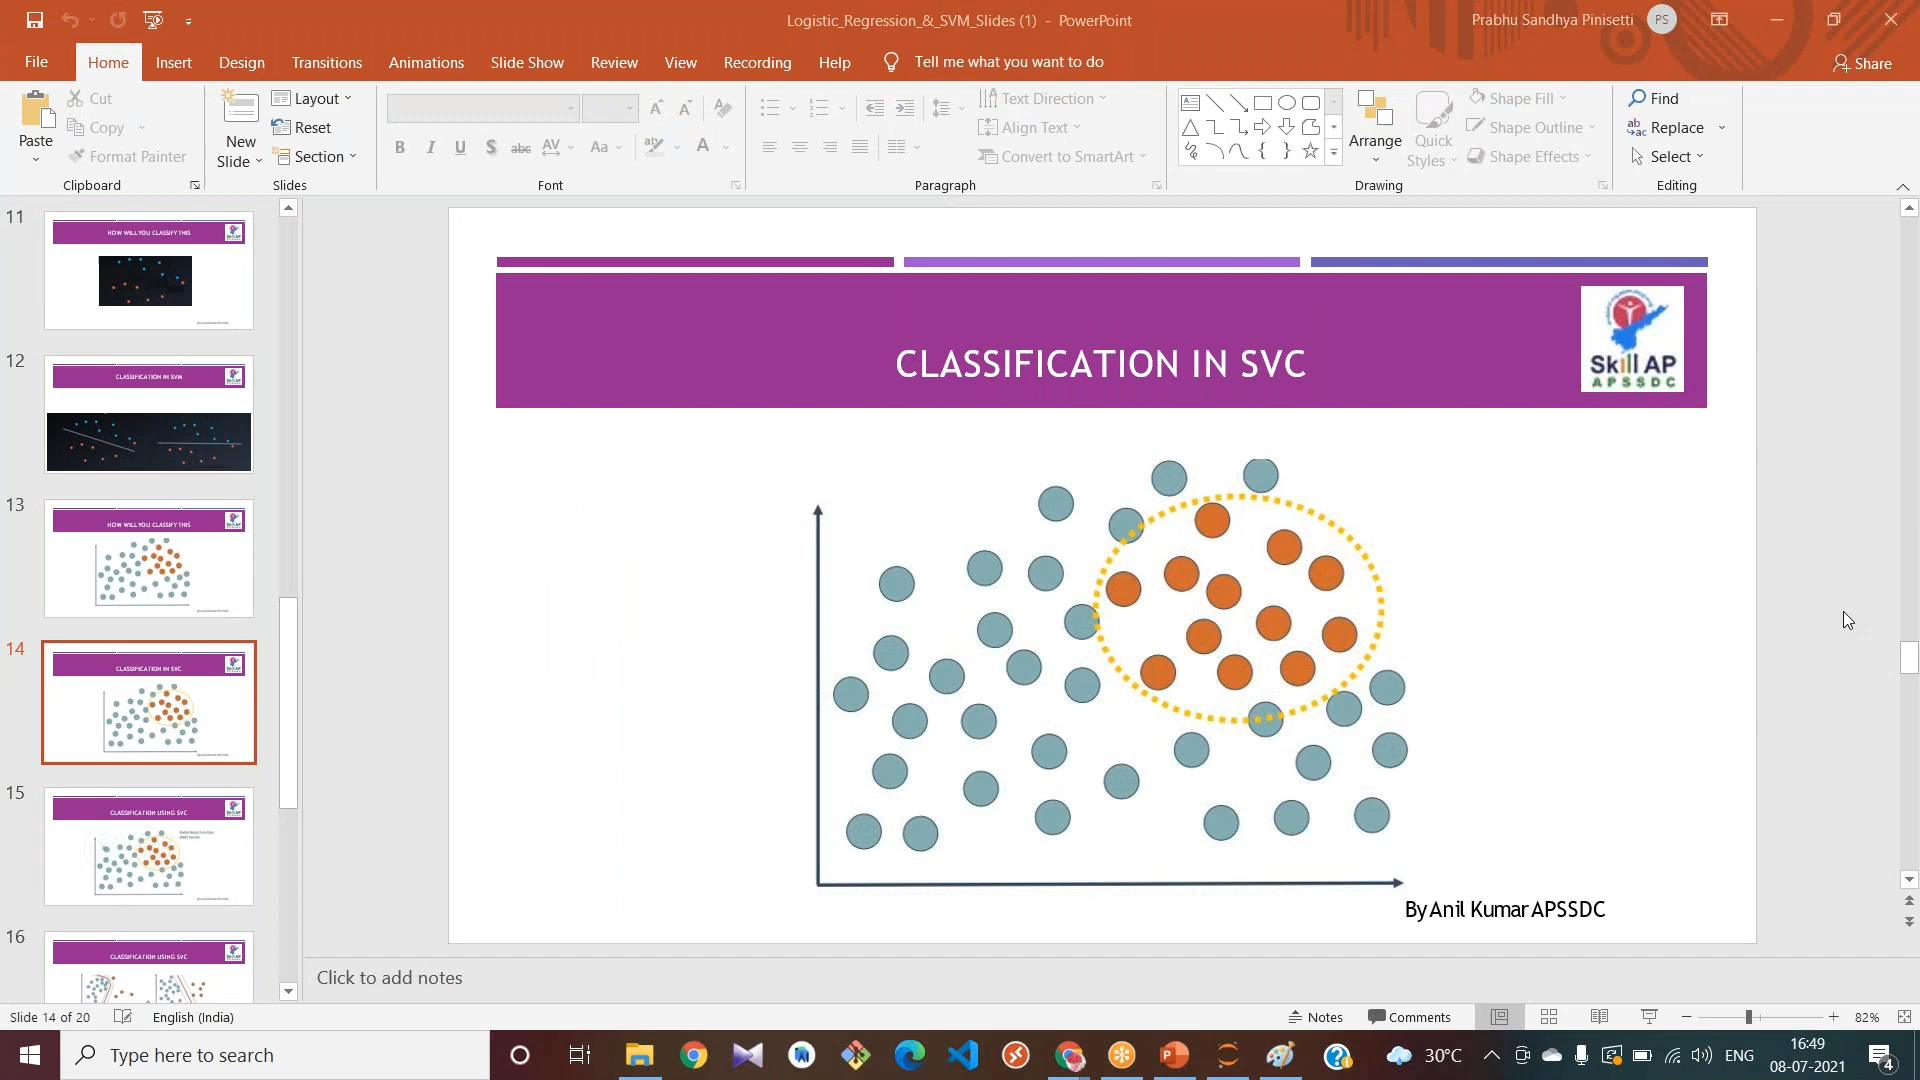 Logistic_Regression_&_SVM_Slides (1) - PowerPoint
Prabhu Sandhya Pinisetti
PS
File Home Insert Design Transitions Animations Slide Show Review View Recording Help Tell me what you want to do
Share
Paste
Cut
Copy
Format Painter
Clipboard
New Slide
Layout
Reset
Section
Slides
B I U S abc AV Aa A
Font
Text Direction
Align Text
Convert to SmartArt
Paragraph
Arrange
Quick Styles
Shape Fill
Shape Outline
Shape Effects
Drawing
Find
Replace
Select
Editing
11
HOW WILL YOU CLASSIFY THIS
12
CLASSIFICATION IN SVM
13
HOW WILL YOU CLASSIFY THIS
14
CLASSIFICATION IN SVC
15
CLASSIFICATION USING SVC
16
CLASSIFICATION USING SVC
CLASSIFICATION IN SVC
Skill AP
APSSDC
By Anil Kumar APSSDC
Click to add notes
Slide 14 of 20
English (India)
Notes
Comments
82%
Type here to search
30°C
ENG
16:49
08-07-2021
4